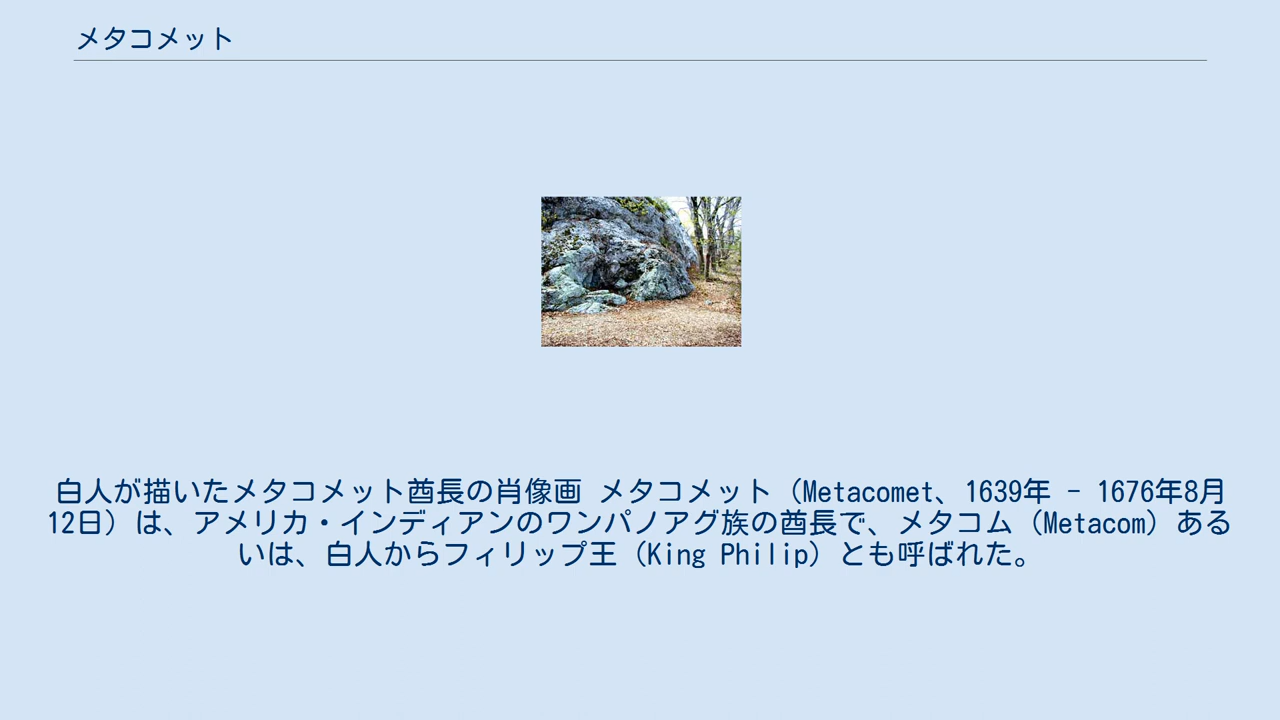 メタコメット
白人が描いたメタコメット酋長の肖像画 メタコメット（Metacomet、1639年 - 1676年8月
12日）は、アメリカ・インディアンのワンパノアグ族の酋長で、メタコム（Metacom）ある
いは、白人からフィリップ王（King Philip）とも呼ばれた。